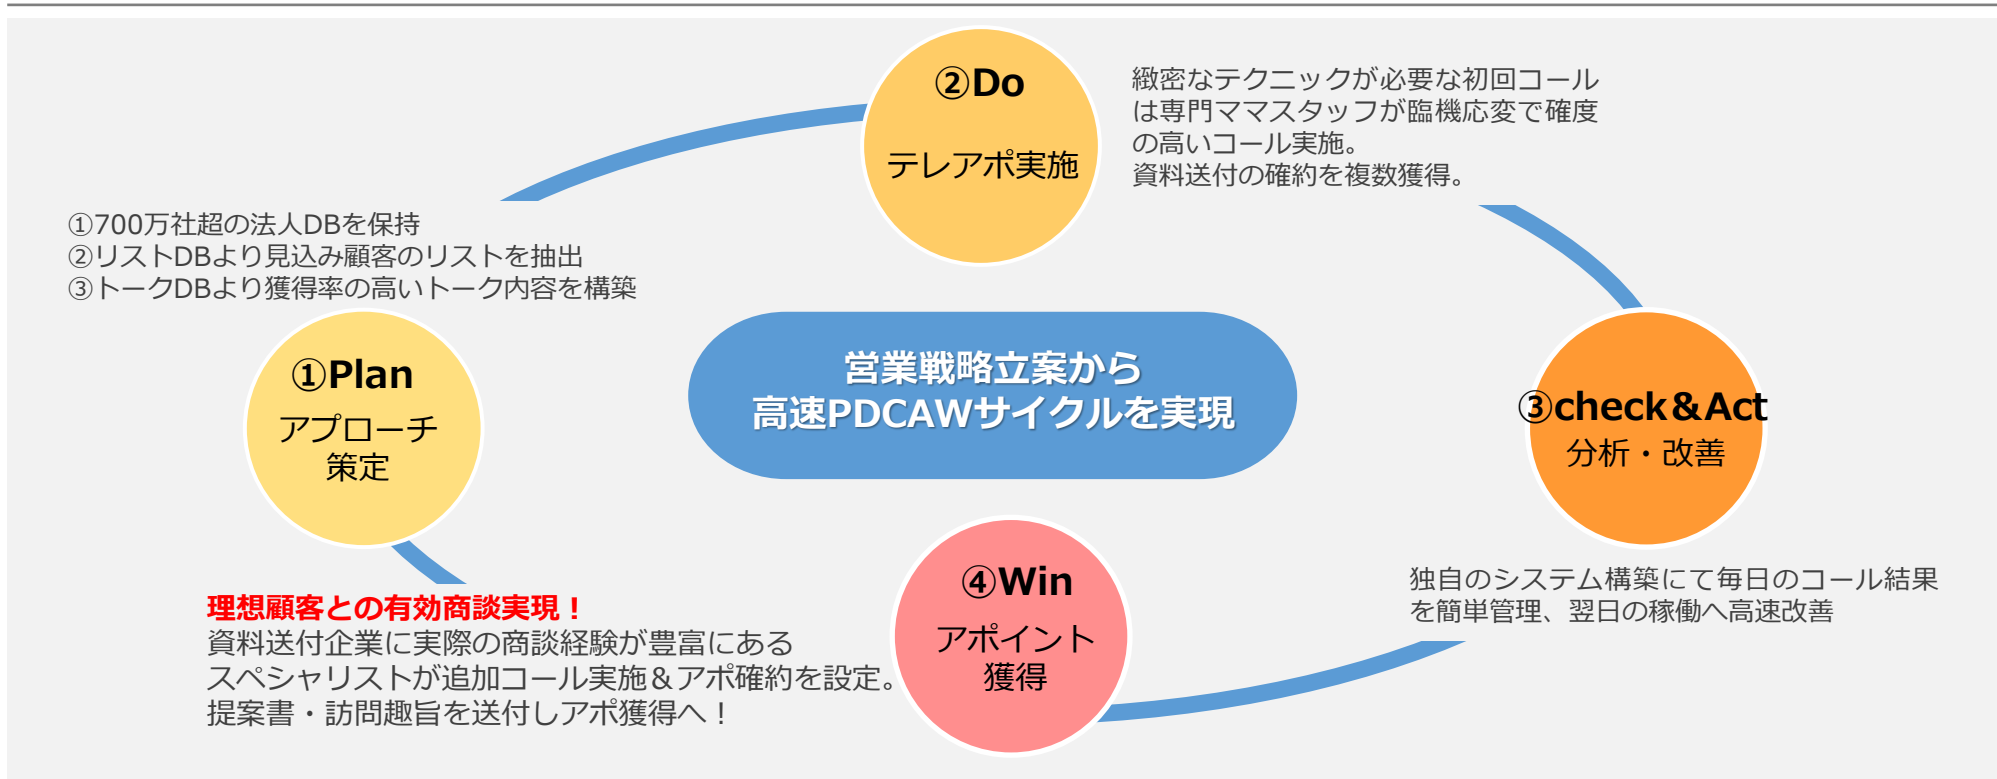 ①700万社超の法人DBを保持
②リストDBより見込み顧客のリストを抽出
③トークDBより獲得率の高いトーク内容を構築
①Plan
アプローチ
策定
②Do
テレアポ実施
緻密なテクニックが必要な初回コール
は専門ママスタッフが臨機応変で確度
の高いコール実施。
資料送付の確約を複数獲得。
営業戦略立案から
高速PDCAWサイクルを実現
③check＆Act
分析・改善
独自のシステム構築にて毎日のコール結果
を簡単管理、翌日の稼働へ高速改善
④Win
アポイント
獲得
理想顧客との有効商談実現！
資料送付企業に実際の商談経験が豊富にある
スペシャリストが追加コール実施＆アポ確約を設定。
提案書・訪問趣旨を送付しアポ獲得へ！